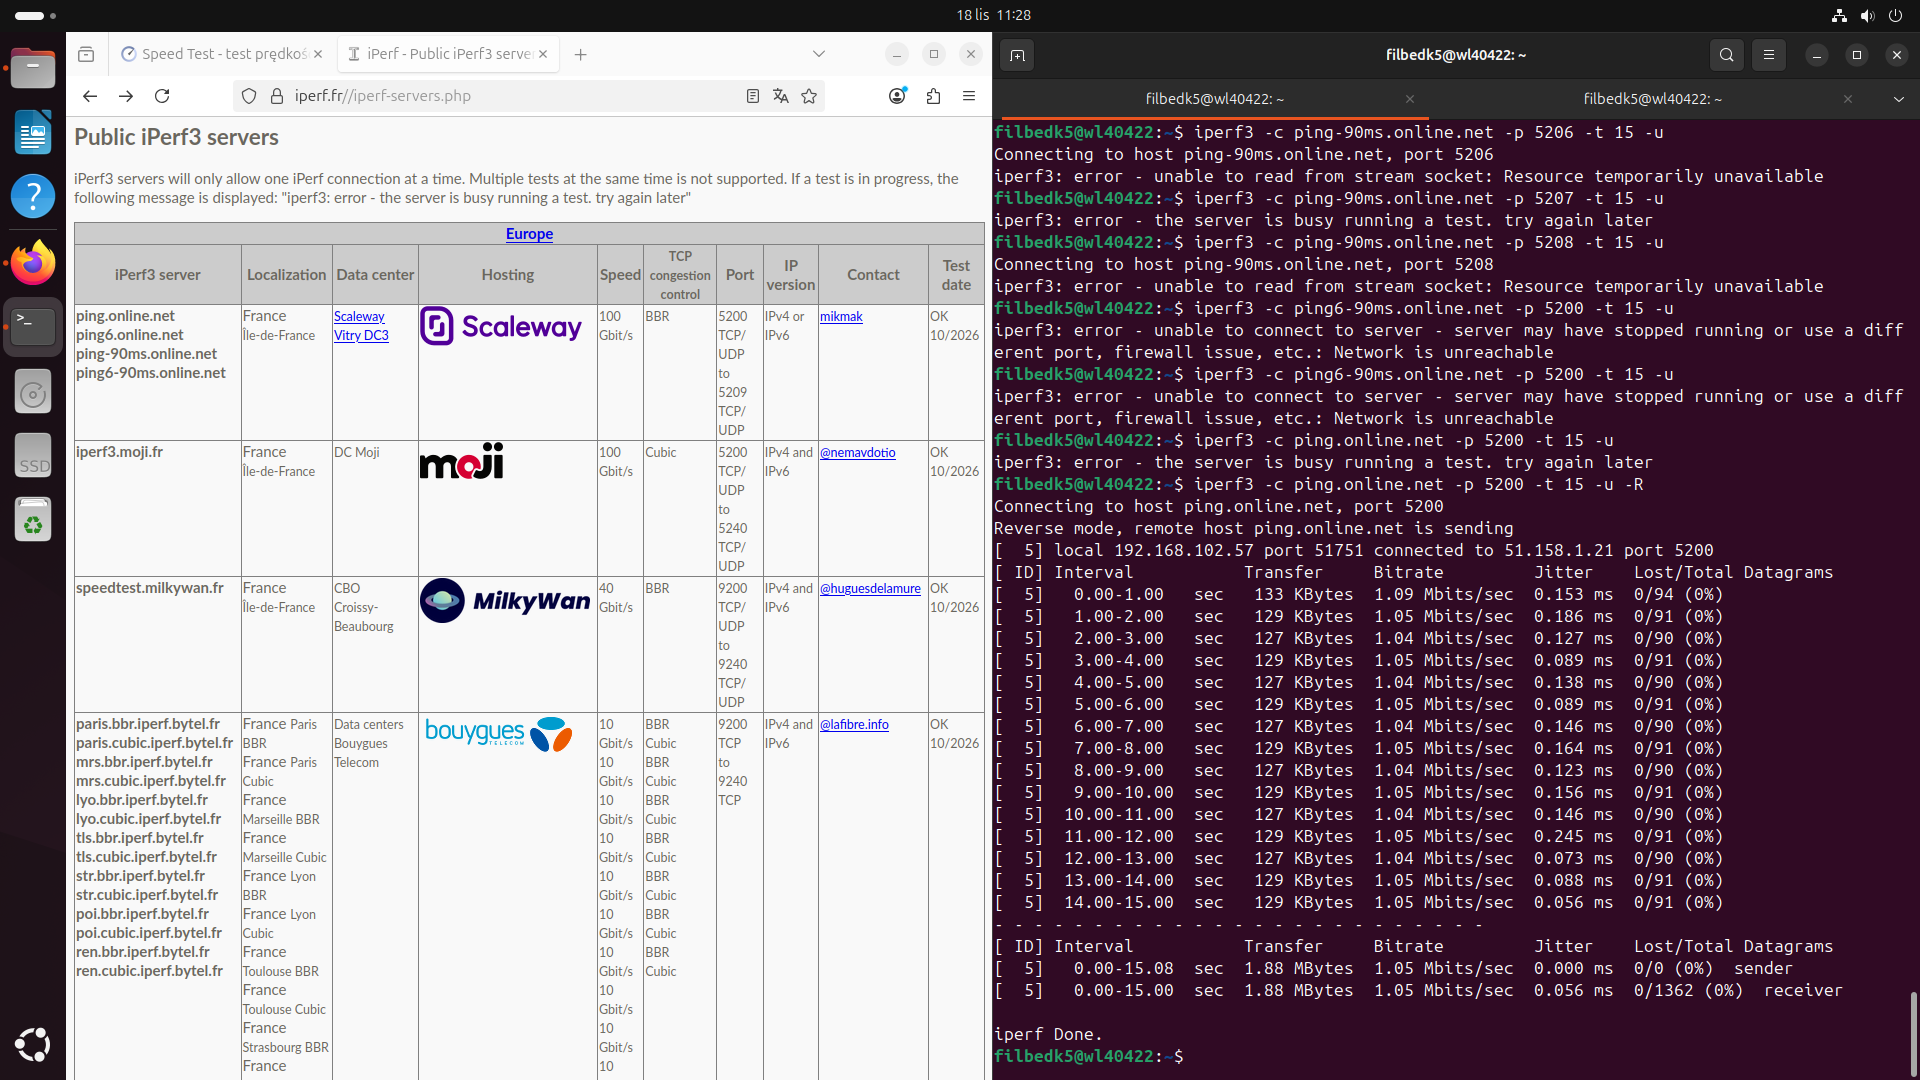 18 lis 11:28
Speed Test - test prędkoś
iPerf - Public iPerf3 serve
iperf.fr//iperf-servers.php
Public iPerf3 servers
iPerf3 servers will only allow one iPerf connection at a time. Multiple tests at the same time is not supported. If a test is in progress, the
following message is displayed: "iperf3: error - the server is busy running a test. try again later"
Europe
iPerf3 server Localization Data center Hosting Speed TCP congestion control Port IP version Contact Test date
ping.online.net
ping6.online.net
ping-90ms.online.net
ping6-90ms.online.net
France
Île-de-France
Scaleway
Vitry DC3
Scaleway
100
Gbit/s
BBR
5200
TCP/
UDP
to
5209
TCP/
UDP
IPv4 or
IPv6
mikmak
OK
10/2026
iperf3.moji.fr
France
Île-de-France
DC Moji
moji
100
Gbit/s
Cubic
5200
TCP/
UDP
to
5240
TCP/
UDP
IPv4 and
IPv6
@nemavdotio
OK
10/2026
speedtest.milkywan.fr
France
Île-de-France
CBO
Croissy-
Beaubourg
MilkyWan
40
Gbit/s
BBR
9200
TCP/
UDP
to
9240
TCP/
UDP
IPv4 and
IPv6
@huguesdelamure
OK
10/2026
paris.bbr.iperf.bytel.fr
paris.cubic.iperf.bytel.fr
mrs.bbr.iperf.bytel.fr
mrs.cubic.iperf.bytel.fr
lyo.bbr.iperf.bytel.fr
lyo.cubic.iperf.bytel.fr
tls.bbr.iperf.bytel.fr
tls.cubic.iperf.bytel.fr
str.bbr.iperf.bytel.fr
str.cubic.iperf.bytel.fr
poi.bbr.iperf.bytel.fr
poi.cubic.iperf.bytel.fr
ren.bbr.iperf.bytel.fr
ren.cubic.iperf.bytel.fr
France Paris
BBR
France Paris
Cubic
France
Marseille BBR
France
Marseille Cubic
France Lyon
BBR
France Lyon
Cubic
France
Toulouse BBR
France
Toulouse Cubic
France
Strasbourg BBR
France
Data centers
Bouygues
Telecom
bouygues
TELECOM
10
Gbit/s
10
Gbit/s
10
Gbit/s
10
Gbit/s
10
Gbit/s
10
Gbit/s
10
Gbit/s
10
Gbit/s
10
Gbit/s
10
BBR
Cubic
BBR
Cubic
BBR
Cubic
BBR
Cubic
BBR
Cubic
BBR
Cubic
BBR
Cubic
9200
TCP
to
9240
TCP
IPv4 and
IPv6
@lafibre.info
OK
10/2026
SSD
filbedk5@wl40422: ~
filbedk5@wl40422: ~
filbedk5@wl40422: ~
filbedk5@wl40422:~$ iperf3 -c ping-90ms.online.net -p 5206 -t 15 -u
Connecting to host ping-90ms.online.net, port 5206
iperf3: error - unable to read from stream socket: Resource temporarily unavailable
filbedk5@wl40422:~$ iperf3 -c ping-90ms.online.net -p 5207 -t 15 -u
iperf3: error - the server is busy running a test. try again later
filbedk5@wl40422:~$ iperf3 -c ping-90ms.online.net -p 5208 -t 15 -u
Connecting to host ping-90ms.online.net, port 5208
iperf3: error - unable to read from stream socket: Resource temporarily unavailable
filbedk5@wl40422:~$ iperf3 -c ping6-90ms.online.net -p 5200 -t 15 -u
iperf3: error - unable to connect to server - server may have stopped running or use a diff
erent port, firewall issue, etc.: Network is unreachable
filbedk5@wl40422:~$ iperf3 -c ping6-90ms.online.net -p 5200 -t 15 -u
iperf3: error - unable to connect to server - server may have stopped running or use a diff
erent port, firewall issue, etc.: Network is unreachable
filbedk5@wl40422:~$ iperf3 -c ping.online.net -p 5200 -t 15 -u
iperf3: error - the server is busy running a test. try again later
filbedk5@wl40422:~$ iperf3 -c ping.online.net -p 5200 -t 15 -u -R
Connecting to host ping.online.net, port 5200
Reverse mode, remote host ping.online.net is sending
[  5] local 192.168.102.57 port 51751 connected to 51.158.1.21 port 5200
[ ID] Interval           Transfer     Bitrate         Jitter    Lost/Total Datagrams
[  5]   0.00-1.00   sec   133 KBytes  1.09 Mbits/sec  0.153 ms  0/94 (0%)
[  5]   1.00-2.00   sec   129 KBytes  1.05 Mbits/sec  0.186 ms  0/91 (0%)
[  5]   2.00-3.00   sec   127 KBytes  1.04 Mbits/sec  0.127 ms  0/90 (0%)
[  5]   3.00-4.00   sec   129 KBytes  1.05 Mbits/sec  0.089 ms  0/91 (0%)
[  5]   4.00-5.00   sec   127 KBytes  1.04 Mbits/sec  0.138 ms  0/90 (0%)
[  5]   5.00-6.00   sec   129 KBytes  1.05 Mbits/sec  0.089 ms  0/91 (0%)
[  5]   6.00-7.00   sec   127 KBytes  1.04 Mbits/sec  0.146 ms  0/90 (0%)
[  5]   7.00-8.00   sec   129 KBytes  1.05 Mbits/sec  0.164 ms  0/91 (0%)
[  5]   8.00-9.00   sec   127 KBytes  1.04 Mbits/sec  0.123 ms  0/90 (0%)
[  5]   9.00-10.00  sec   129 KBytes  1.05 Mbits/sec  0.156 ms  0/91 (0%)
[  5]  10.00-11.00  sec   127 KBytes  1.04 Mbits/sec  0.146 ms  0/90 (0%)
[  5]  11.00-12.00  sec   129 KBytes  1.05 Mbits/sec  0.245 ms  0/91 (0%)
[  5]  12.00-13.00  sec   127 KBytes  1.04 Mbits/sec  0.073 ms  0/90 (0%)
[  5]  13.00-14.00  sec   129 KBytes  1.05 Mbits/sec  0.088 ms  0/91 (0%)
[  5]  14.00-15.00  sec   129 KBytes  1.05 Mbits/sec  0.056 ms  0/91 (0%)
- - - - - - - - - - - - - - - - - - - - - - - - -
[ ID] Interval           Transfer     Bitrate         Jitter    Lost/Total Datagrams
[  5]   0.00-15.08  sec  1.88 MBytes  1.05 Mbits/sec  0.000 ms  0/0 (0%)  sender
[  5]   0.00-15.00  sec  1.88 MBytes  1.05 Mbits/sec  0.056 ms  0/1362 (0%)  receiver
iperf Done.
filbedk5@wl40422:~$